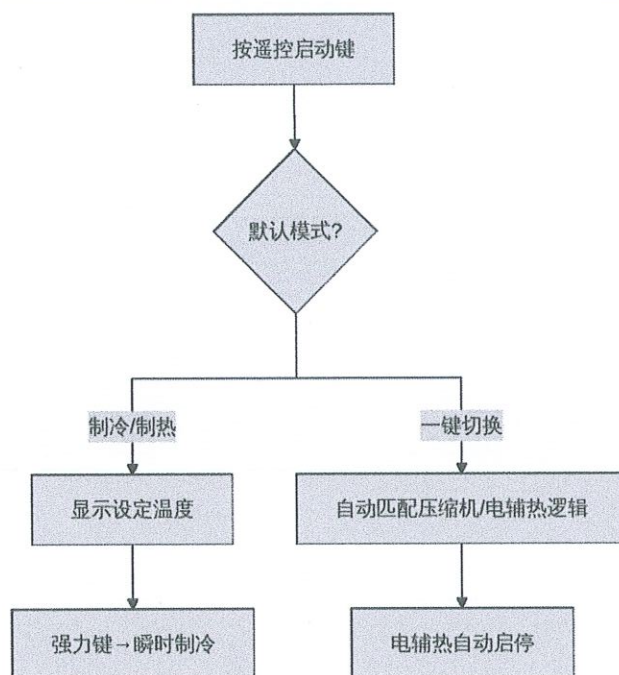 按遥控启动键
默认模式?
制冷/制热
一键切换
显示设定温度
自动匹配压缩机/电辅热逻辑
强力键→瞬时制冷
电辅热自动启停